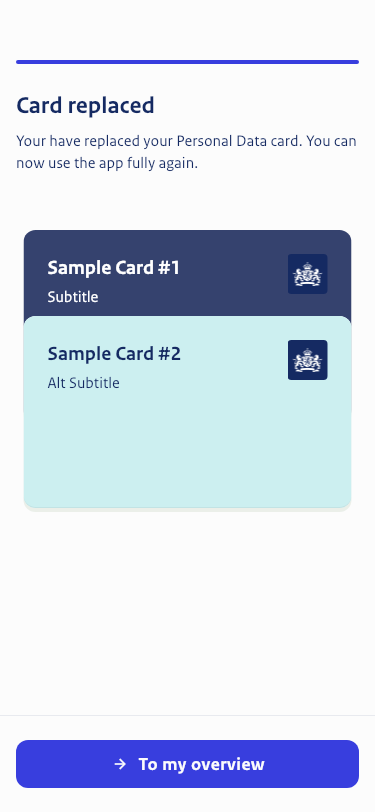 Card replaced
Your have replaced your Personal Data card. You can
now use the app fully again.
Sample Card #1
Subtitle
Sample Card #2
Alt Subtitle
To my overview